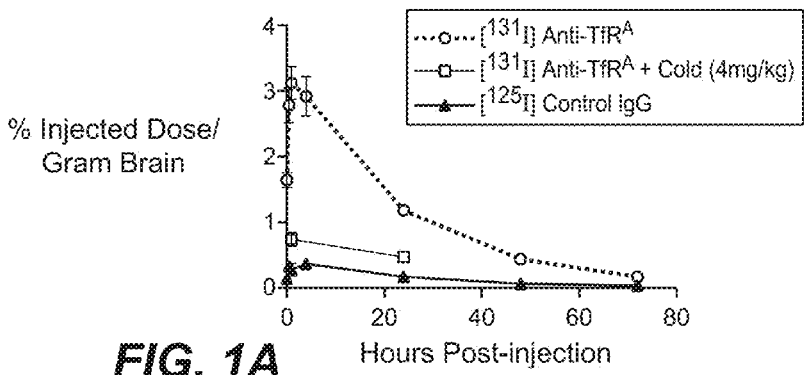 4
[¹³¹I] Anti-TfRᴬ
[¹³¹I] Anti-TfRᴬ + Cold (4mg/kg)
[¹²⁵I] Control IgG
3
% Injected Dose/
Gram Brain
2
1
0
0 20 40 60 80
FIG. 1A
Hours Post-injection